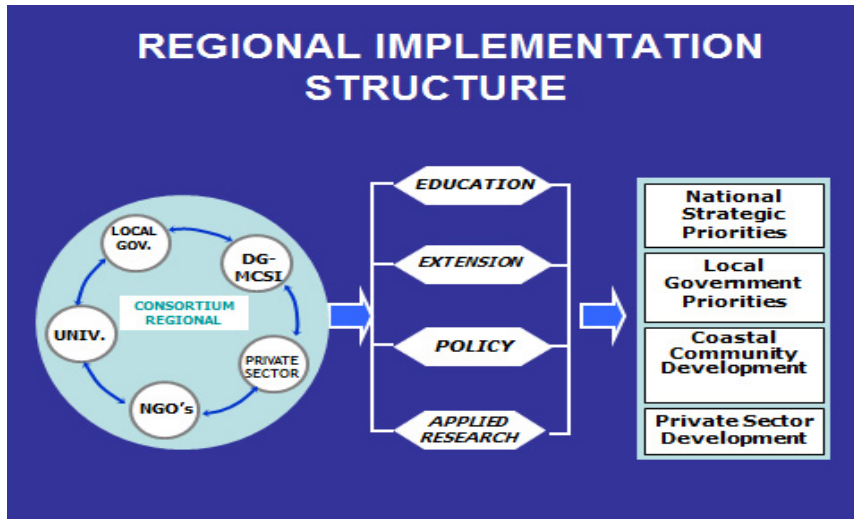 REGIONAL IMPLEMENTATION
STRUCTURE
LOCAL
GOV.
DG-
MCSI
CONSORTIUM
REGIONAL
UNIV.
PRIVATE
SECTOR
NGO's
EDUCATION
EXTENSION
POLICY
APPLIED
RESEARCH
National
Strategic
Priorities
Local
Government
Priorities
Coastal
Community
Development
Private Sector
Development